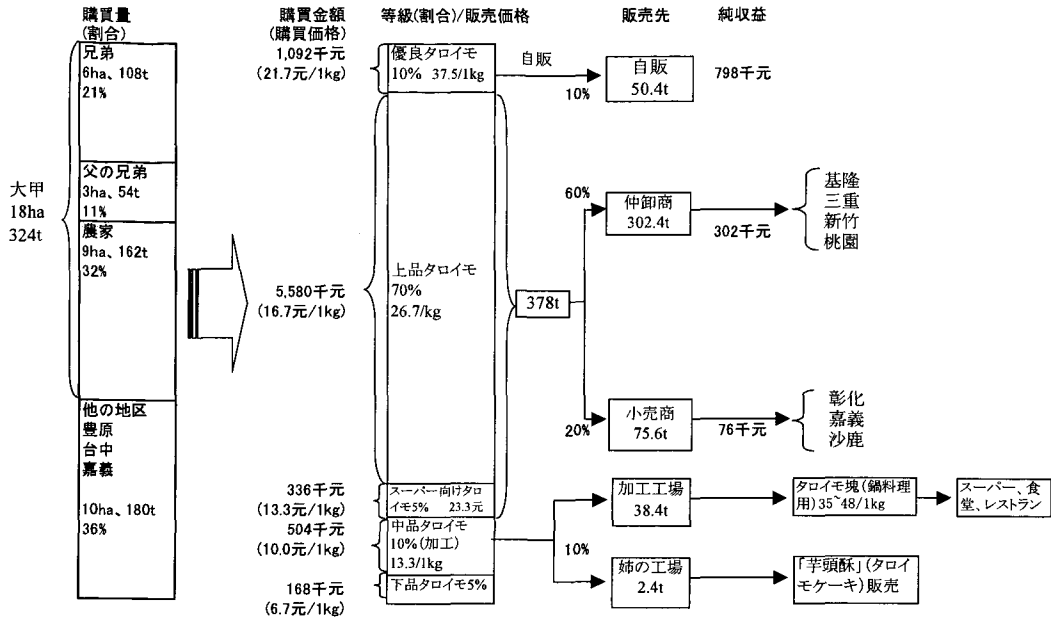 購買量
(割合)
購買金額
(購買価格)
等級(割合)/販売価格
販売先
純収益
大甲
18ha
324t
兄弟
6ha、108t
21%
父の兄弟
3ha、54t
11%
農家
9ha、162t
32%
他の地区
豊原
台中
嘉義
10ha、180t
36%
1,092千元
(21.7元/1kg)
5,580千元
(16.7元/1kg)
336千元
(13.3元/1kg)
504千元
(10.0元/1kg)
168千元
(6.7元/1kg)
優良タロイモ
10% 37.5/1kg
上品タロイモ
70%
26.7/kg
スーパー向けタロ
イモ5% 23.3元
中品タロイモ
10%(加工)
13.3/1kg
下品タロイモ5%
自販
10%
自販
50.4t
798千元
378t
60%
仲卸商
302.4t
302千元
基隆
三重
新竹
桃園
20%
小売商
75.6t
76千元
彰化
嘉義
沙鹿
10%
加工工場
38.4t
タロイモ塊(鍋料理
用)35~48/1kg
スーパー、食
堂、レストラン
姉の工場
2.4t
「芋頭酥」(タロイ
モケーキ)販売